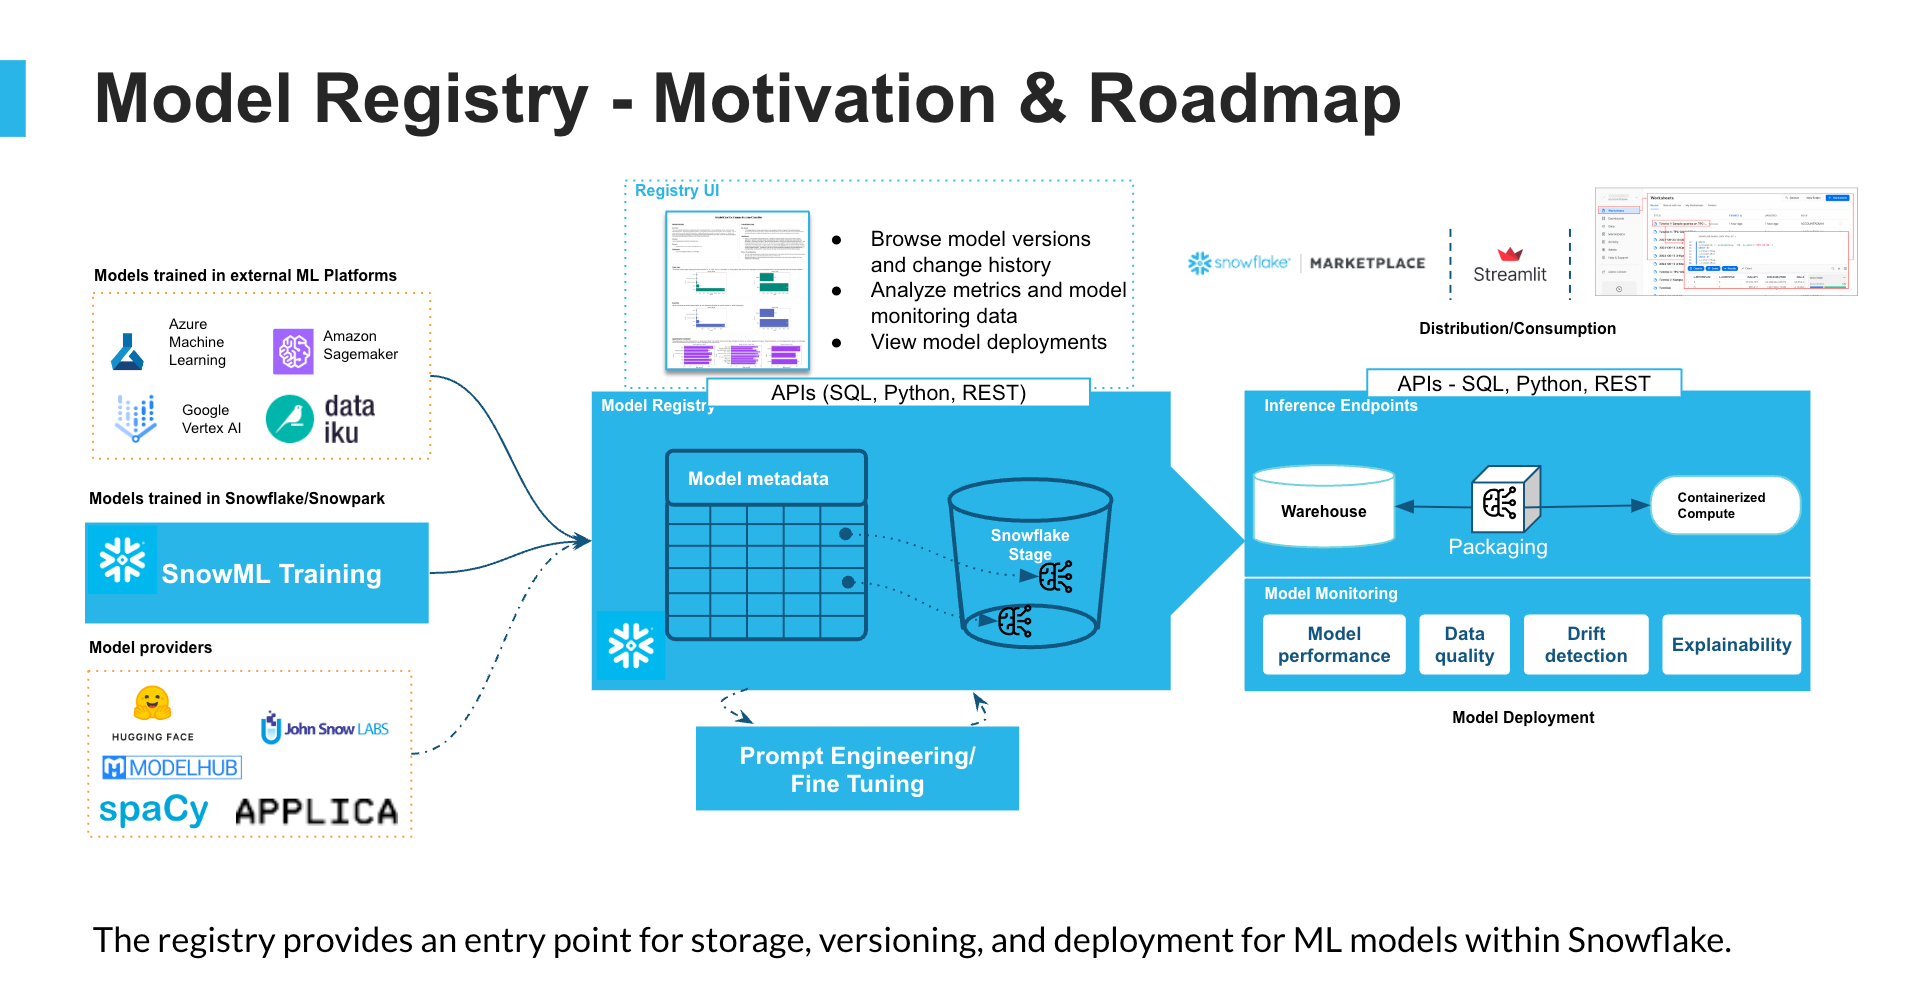 Model Registry - Motivation & Roadmap
Registry UI
● Browse model versions
and change history
● Analyze metrics and model
monitoring data
● View model deployments
Models trained in external ML Platforms
Azure
Machine
Learning
Amazon
Sagemaker
Google
Vertex AI
data
iku
Models trained in Snowflake/Snowpark
SnowML Training
Model providers
HUGGING FACE
John Snow LABS
MODELHUB
spaCy
APPLICA
APIs (SQL, Python, REST)
Model Registry
Model metadata
Snowflake
Stage
Prompt Engineering/
Fine Tuning
snowflake® | MARKETPLACE
Streamlit
Worksheets
Distribution/Consumption
APIs - SQL, Python, REST
Inference Endpoints
Warehouse
Packaging
Containerized
Compute
Model Monitoring
Model
performance
Data
quality
Drift
detection
Explainability
Model Deployment
The registry provides an entry point for storage, versioning, and deployment for ML models within Snowflake.